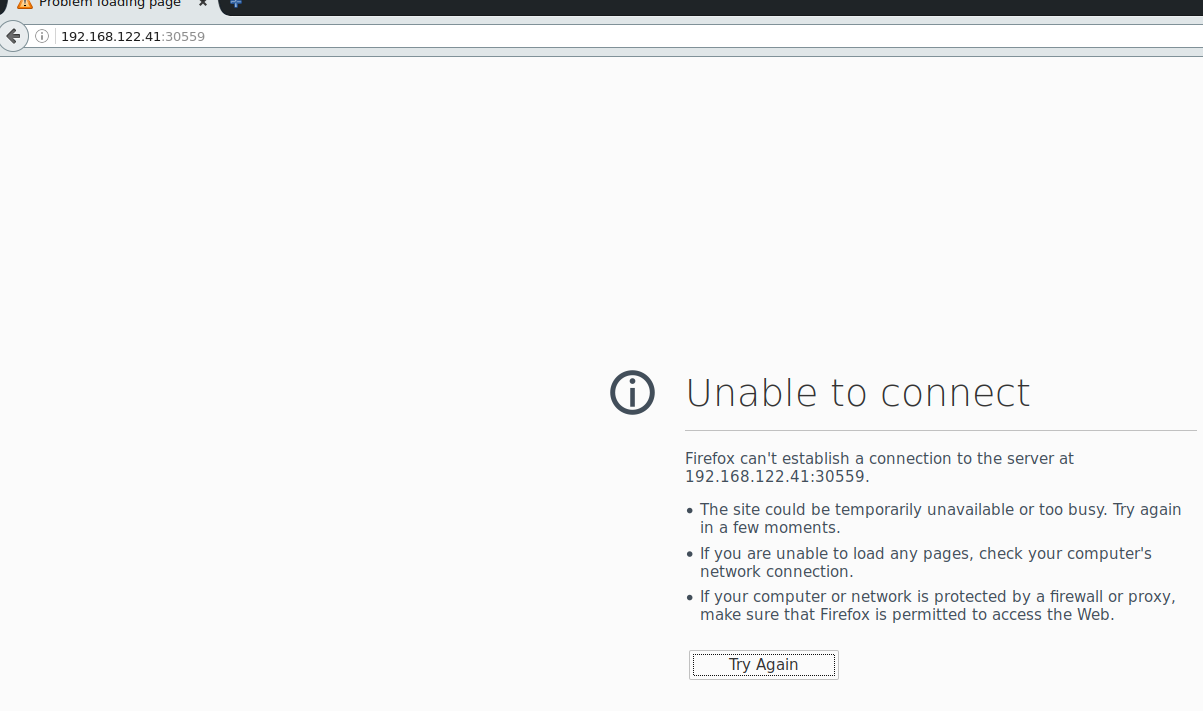 Problem loading page
192.168.122.41:30559
Unable to connect
Firefox can't establish a connection to the server at
192.168.122.41:30559.
• The site could be temporarily unavailable or too busy. Try again
in a few moments.
• If you are unable to load any pages, check your computer's
network connection.
• If your computer or network is protected by a firewall or proxy,
make sure that Firefox is permitted to access the Web.
Try Again